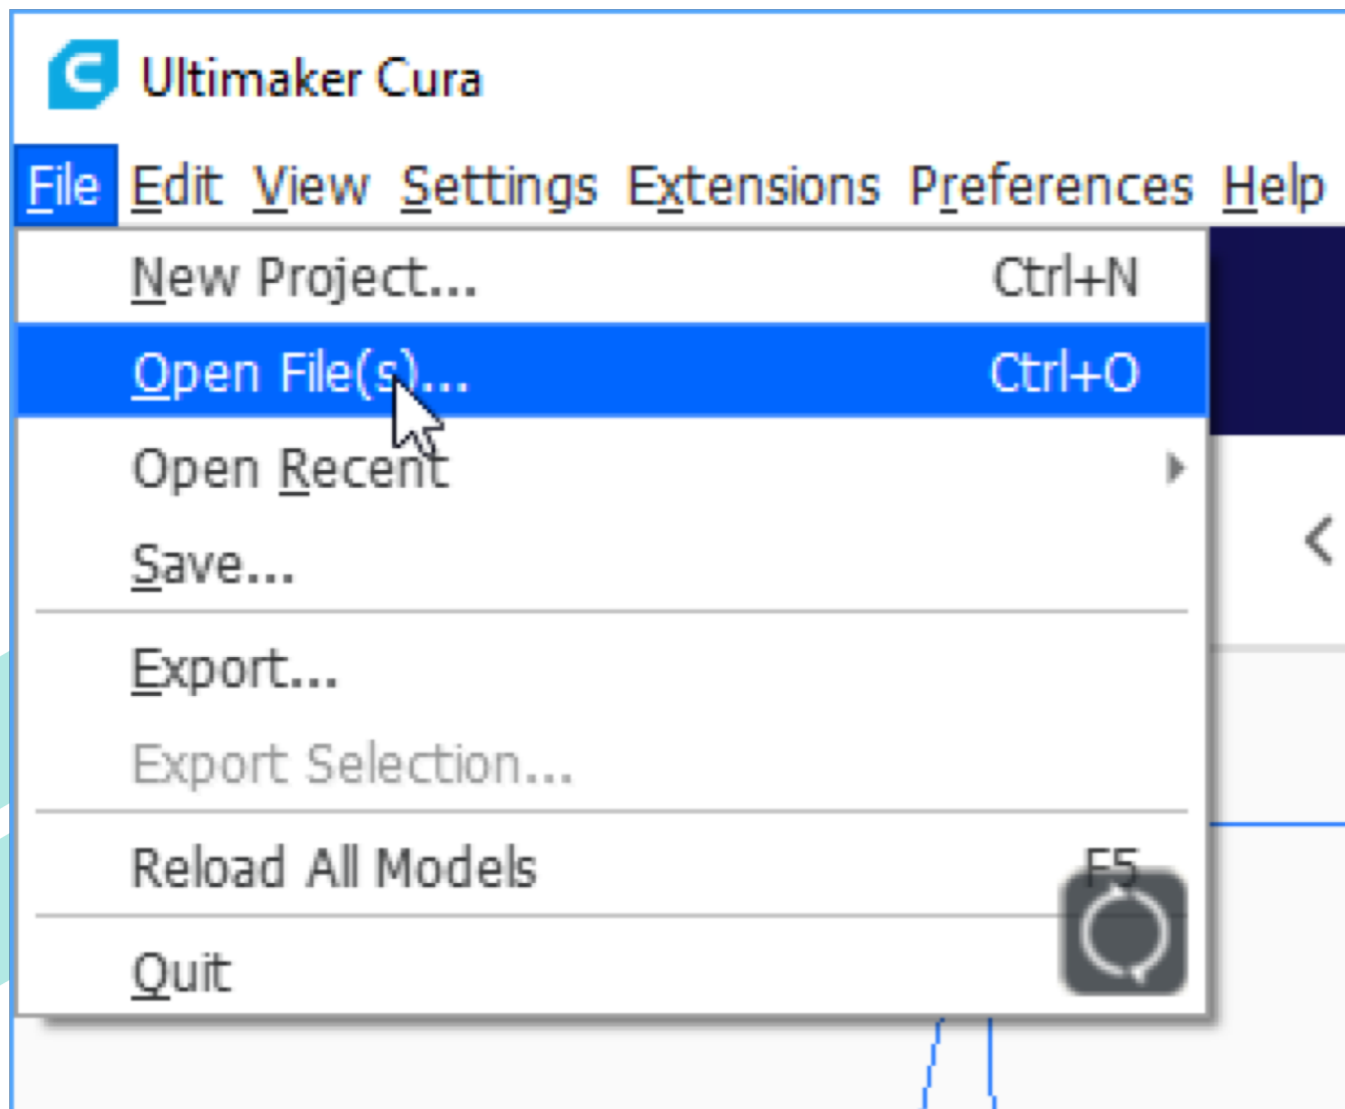 Ultimaker Cura
File Edit View Settings Extensions Preferences Help
New Project... Ctrl+N
Open File(s)... Ctrl+O
Open Recent
Save...
Export...
Export Selection...
Reload All Models F5
Quit